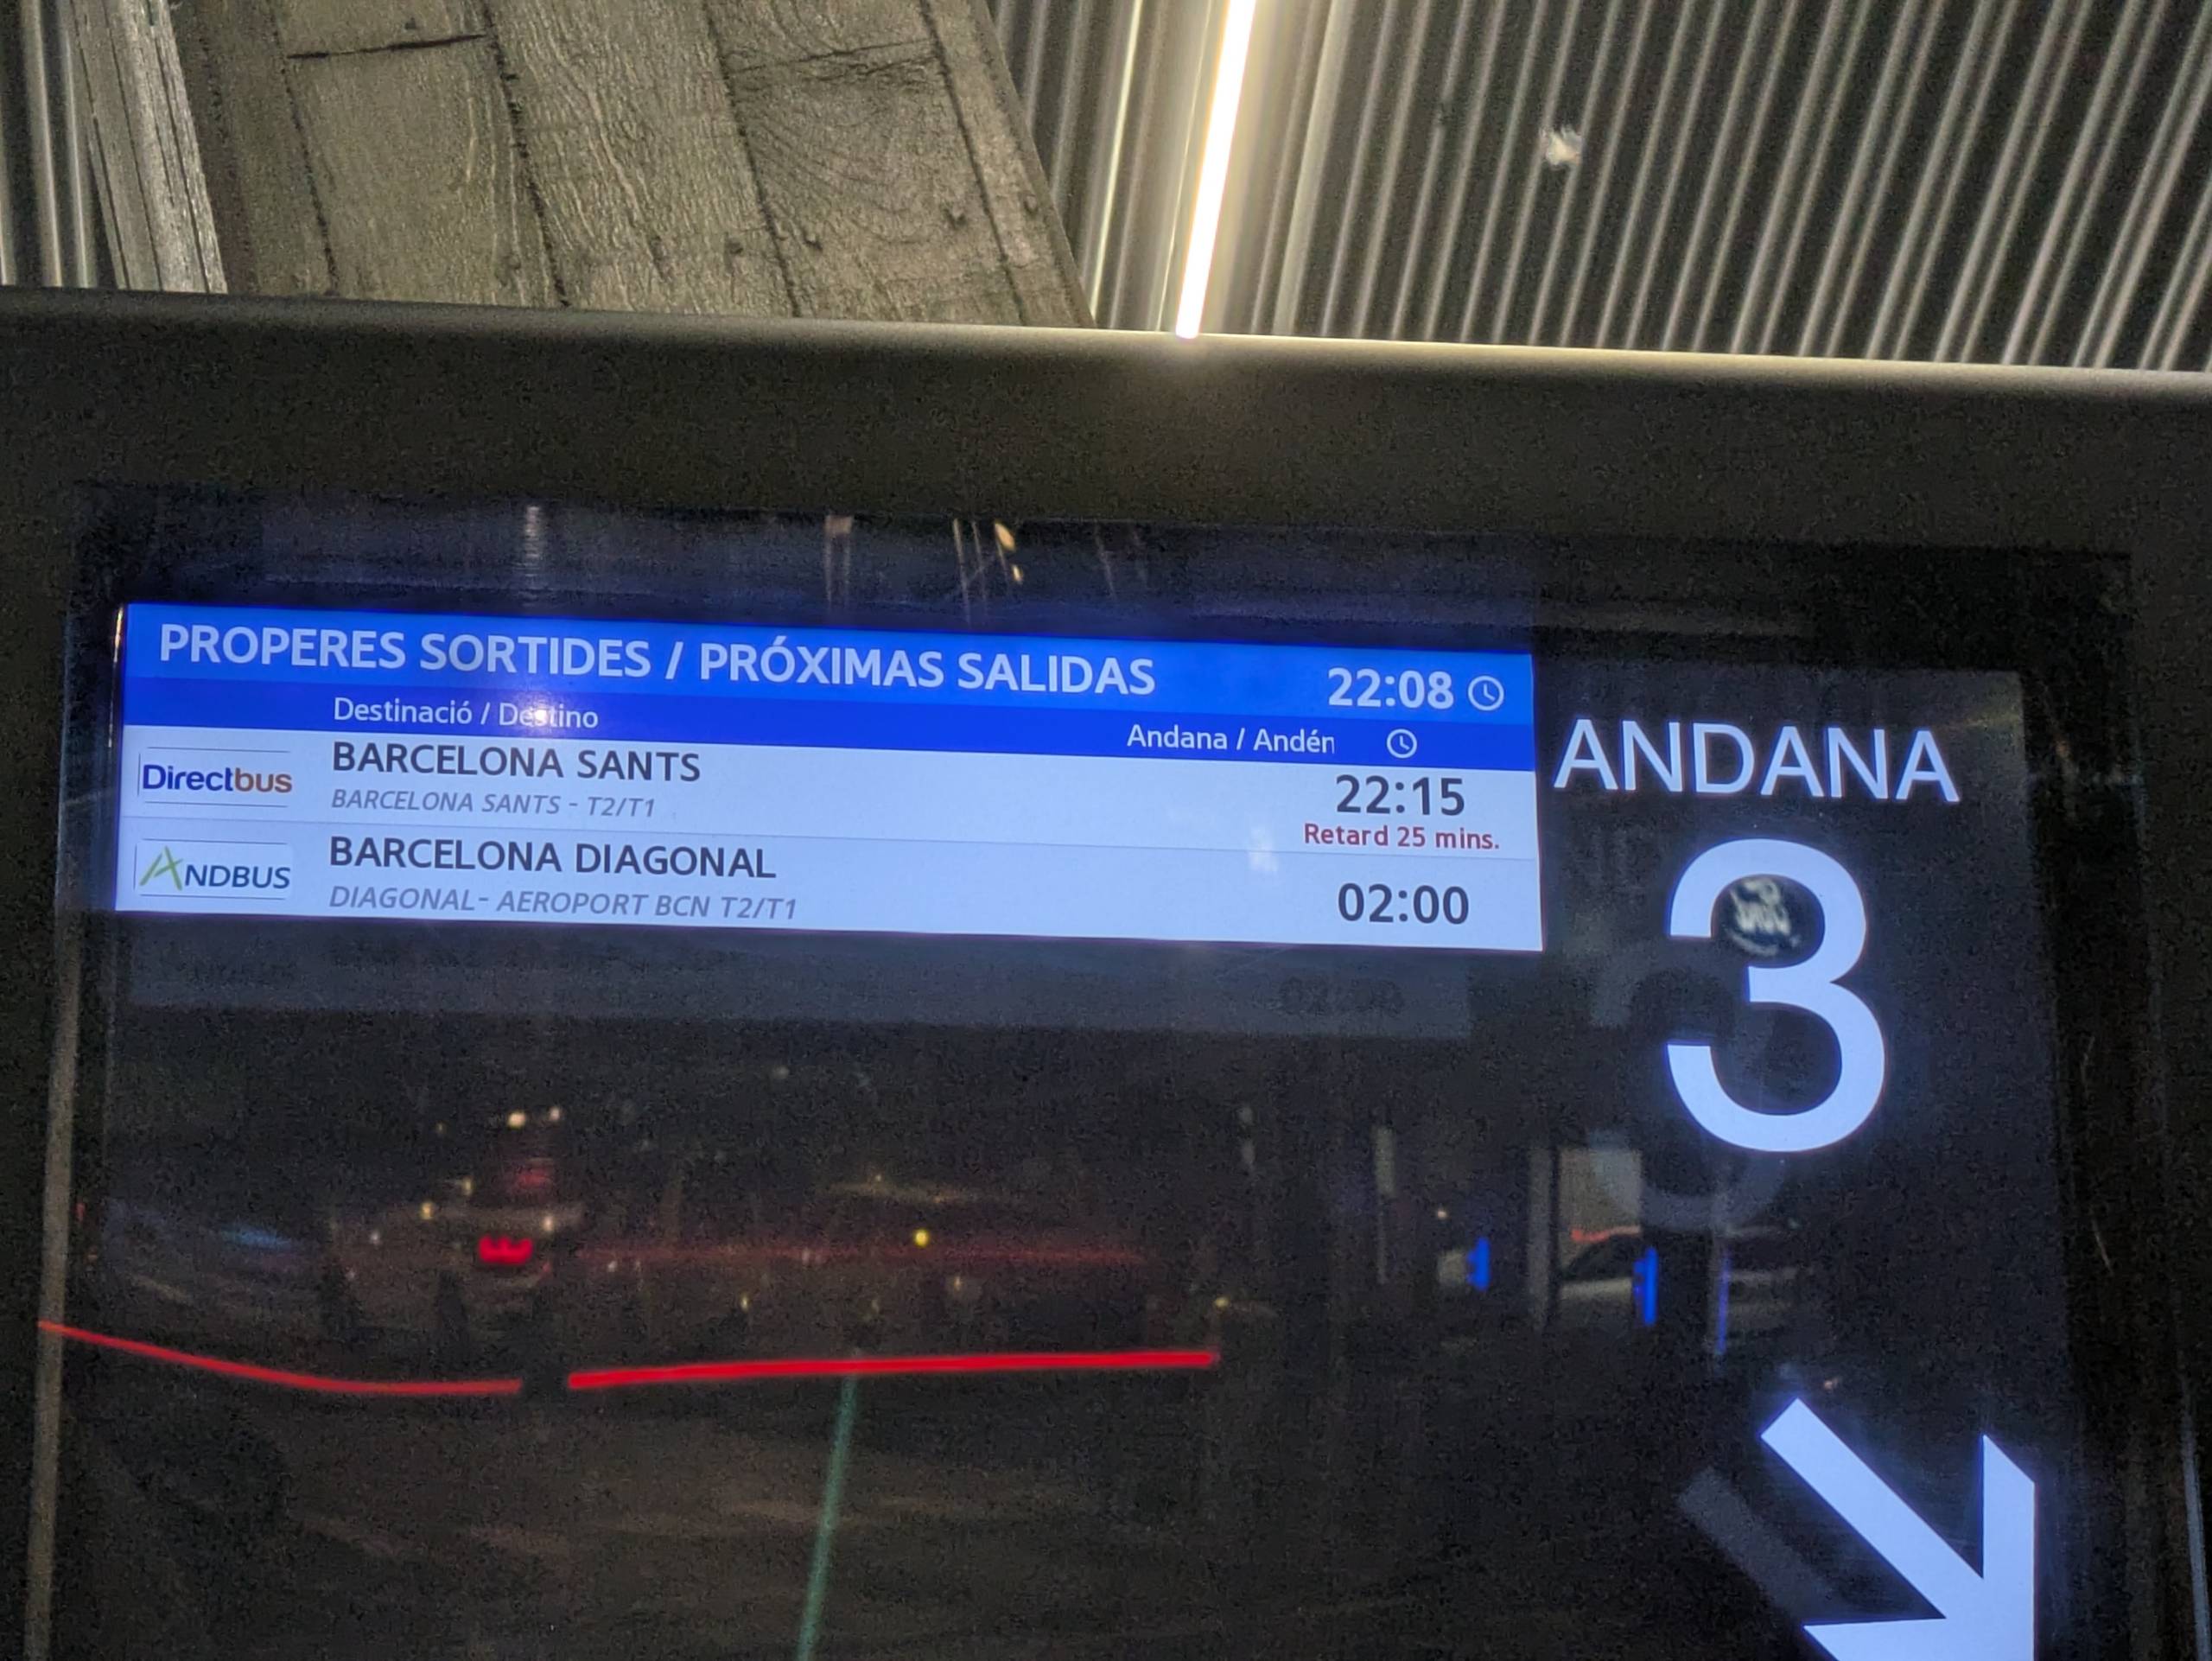 PROPERES SORTIDES / PRÓXIMAS SALIDAS 22:08
Destinació / Destino Andana / Andén
Directbus BARCELONA SANTS 22:15
BARCELONA SANTS - T2/T1 Retard 25 mins.
ANDBUS BARCELONA DIAGONAL 02:00
DIAGONAL- AEROPORT BCN T2/T1
ANDANA
3